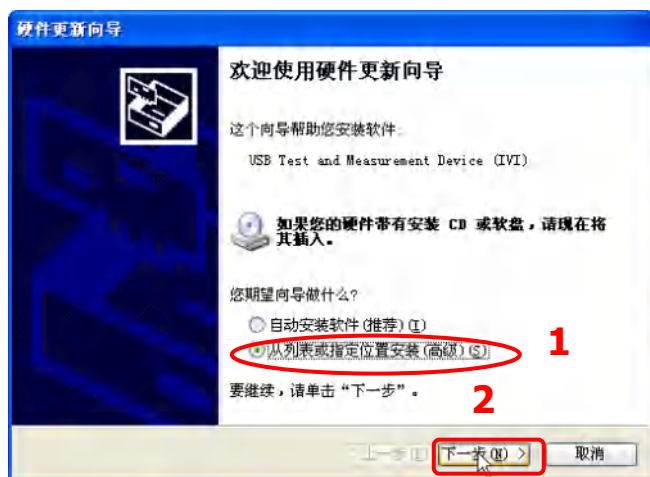 硬件更新向导
欢迎使用硬件更新向导
这个向导帮助您安装软件:
USB Test and Measurement Device (IVI)
如果您的硬件带有安装 CD 或软盘，请现在将
其插入。
您期望向导做什么?
自动安装软件(推荐)(I)
从列表或指定位置安装(高级)(S)
1
要继续，请单击“下一步”。
2
下一步(N) >
取消